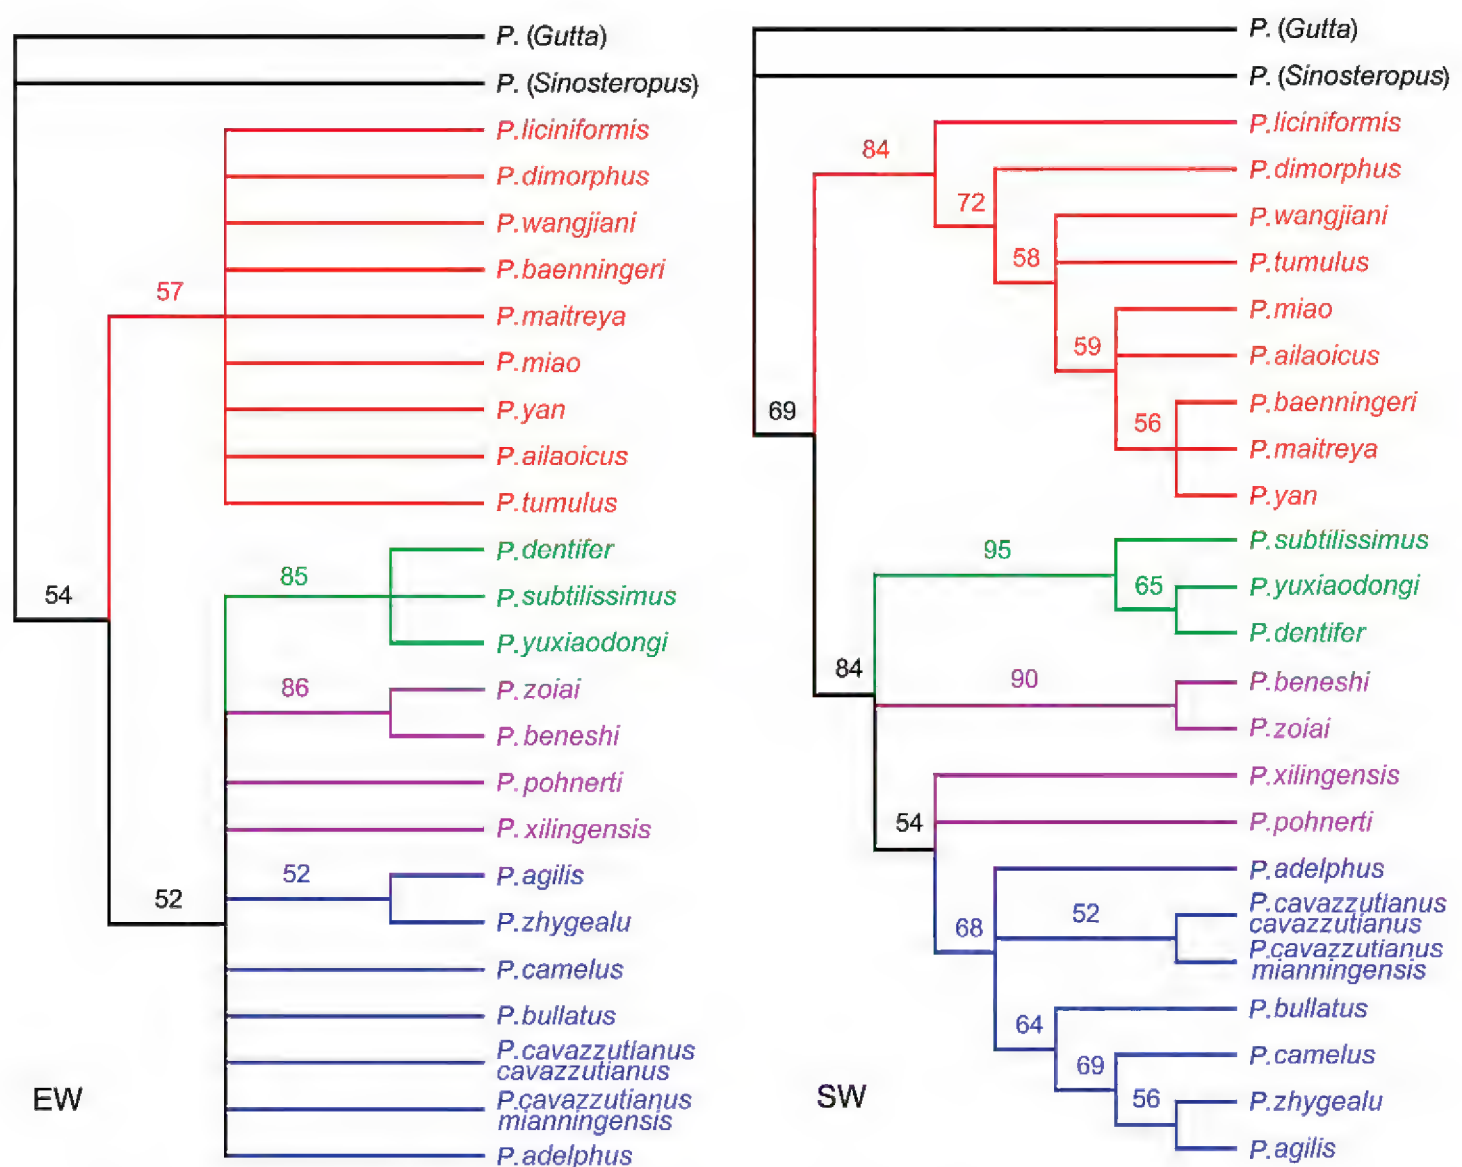 P. (Gutta)
P. (Sinosteropus)
P.liciniformis
P.dimorphus
P.wangjiani
P.baenningeri
57
P.maitreya
P.miao
P.yan
P.ailaoicus
P.tumulus
P.dentifer
85
P.subtilissimus
54
P.yuxiaodongi
86
P.zoiai
P.beneshi
P.pohnerti
P.xilingensis
52
P.agilis
52
P.zhygealu
P.camelus
P.bullatus
P.cavazzutianus
cavazzutianus
P.cavazzutianus
mianningensis
P.adelphus
EW
P. (Gutta)
P. (Sinosteropus)
P.liciniformis
84
P.dimorphus
72
P.wangjiani
58
P.tumulus
P.miao
59
P.ailaoicus
69
P.baenningeri
56
P.maitreya
P.yan
95
P.subtilissimus
65
P.yuxiaodongi
P.dentifer
84
90
P.beneshi
P.zoiai
P.xilingensis
54
P.pohnerti
P.adelphus
68
52
P.cavazzutianus
cavazzutianus
P.cavazzutianus
mianningensis
64
P.bullatus
69
P.camelus
56
P.zhygealu
P.agilis
SW